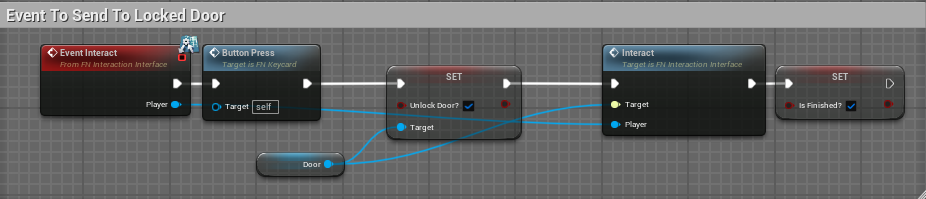 Event To Send To Locked Door
Event Interact
From FN Interaction Interface
Player
Button Press
Target is FN Keycard
Target self
SET
Unlock Door?
Target
Door
Interact
Target is FN Interaction Interface
Target
Player
SET
Is Finished?